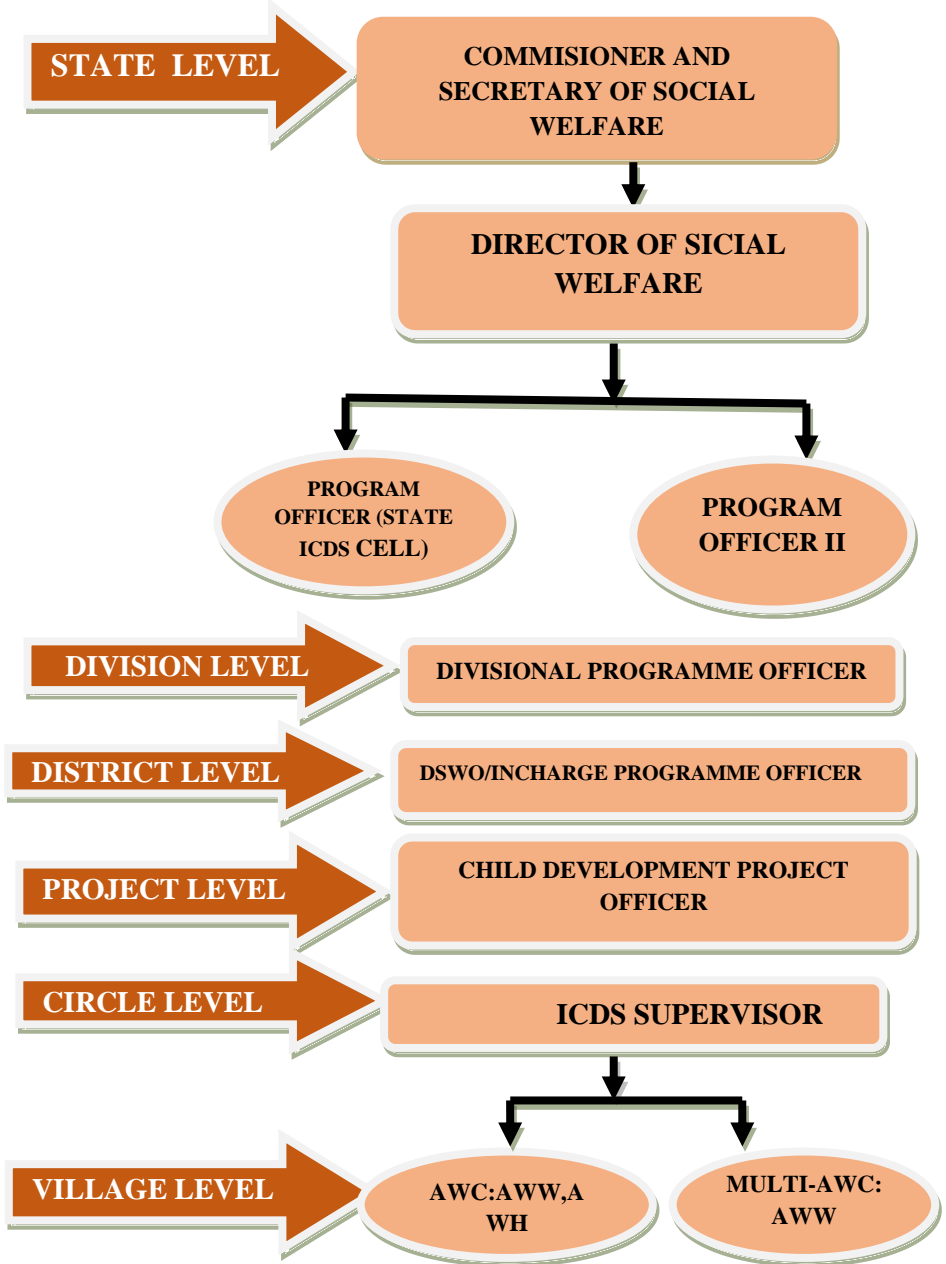 STATE LEVEL
COMMISIONER AND
SECRETARY OF SOCIAL
WELFARE
DIRECTOR OF SICIAL
WELFARE
PROGRAM
OFFICER (STATE
ICDS CELL)
PROGRAM
OFFICER II
DIVISION LEVEL
DIVISIONAL PROGRAMME OFFICER
DISTRICT LEVEL
DSWO/INCHARGE PROGRAMME OFFICER
PROJECT LEVEL
CHILD DEVELOPMENT PROJECT
OFFICER
CIRCLE LEVEL
ICDS SUPERVISOR
VILLAGE LEVEL
AWC:AWW,A
WH
MULTI-AWC:
AWW